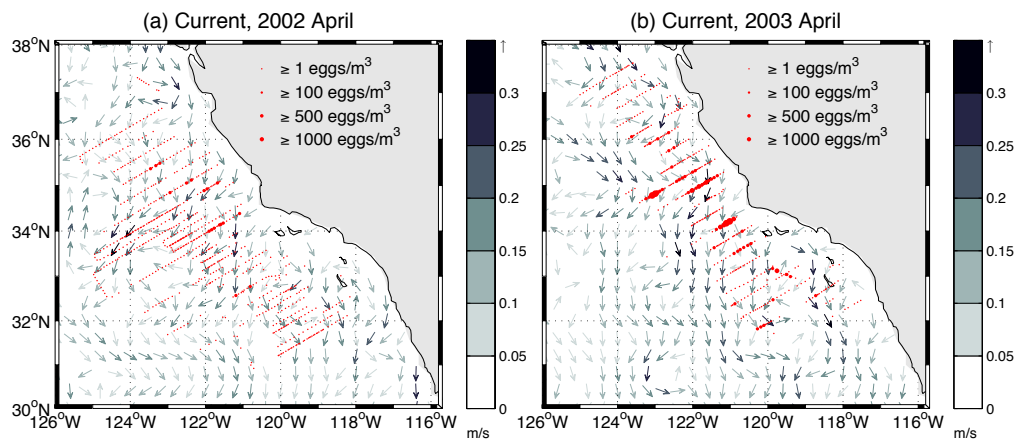 (a) Current, 2002 April
38°N
36°N
34°N
32°N
30°N
126°W 124°W 122°W 120°W 118°W 116°W
≥ 1 eggs/m³
≥ 100 eggs/m³
≥ 500 eggs/m³
≥ 1000 eggs/m³
↑
0.3
0.25
0.2
0.15
0.1
0.05
0
m/s
(b) Current, 2003 April
126°W 124°W 122°W 120°W 118°W 116°W
≥ 1 eggs/m³
≥ 100 eggs/m³
≥ 500 eggs/m³
≥ 1000 eggs/m³
↑
0.3
0.25
0.2
0.15
0.1
0.05
0
m/s